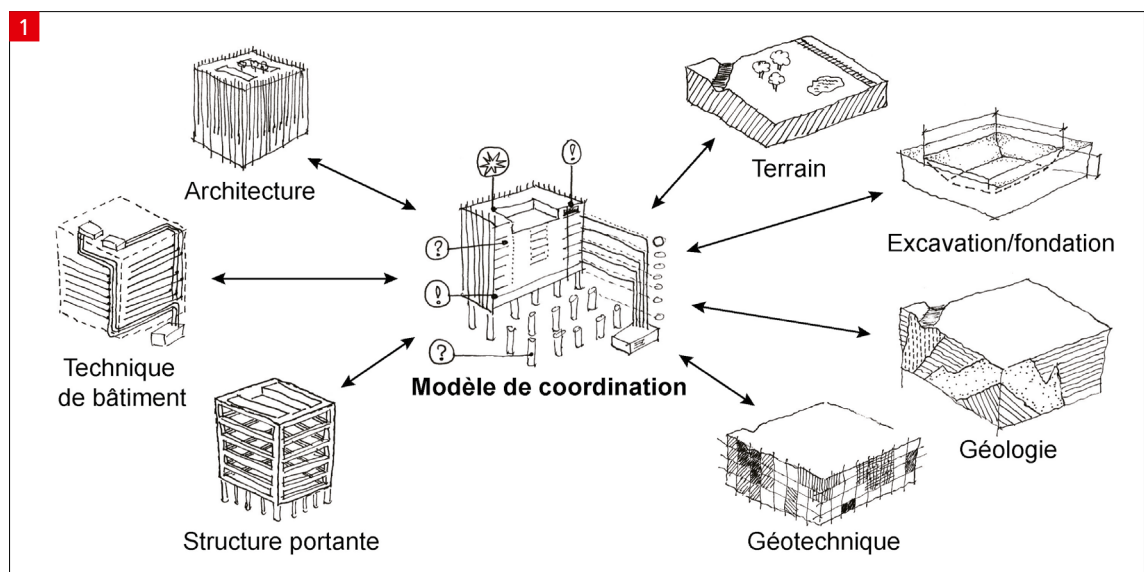 1
Architecture
Terrain
Excavation/fondation
Technique
de bâtiment
Modèle de coordination
Géologie
Structure portante
Géotechnique
!
?
!
?